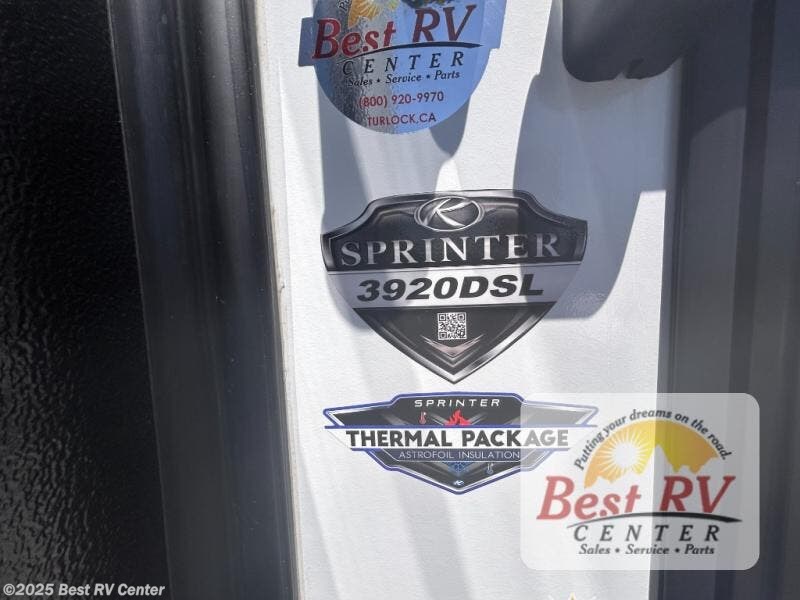 Best RV
CENTER
Sales • Service • Parts
(800) 920-9970
TURLOCK, CA
K
SPRINTER
3920DSL
SPRINTER
THERMAL PACKAGE
ASTROFOIL INSULATION
K
Putting your dreams on the road.
Best RV
CENTER
Sales • Service • Parts
©2025 Best RV Center